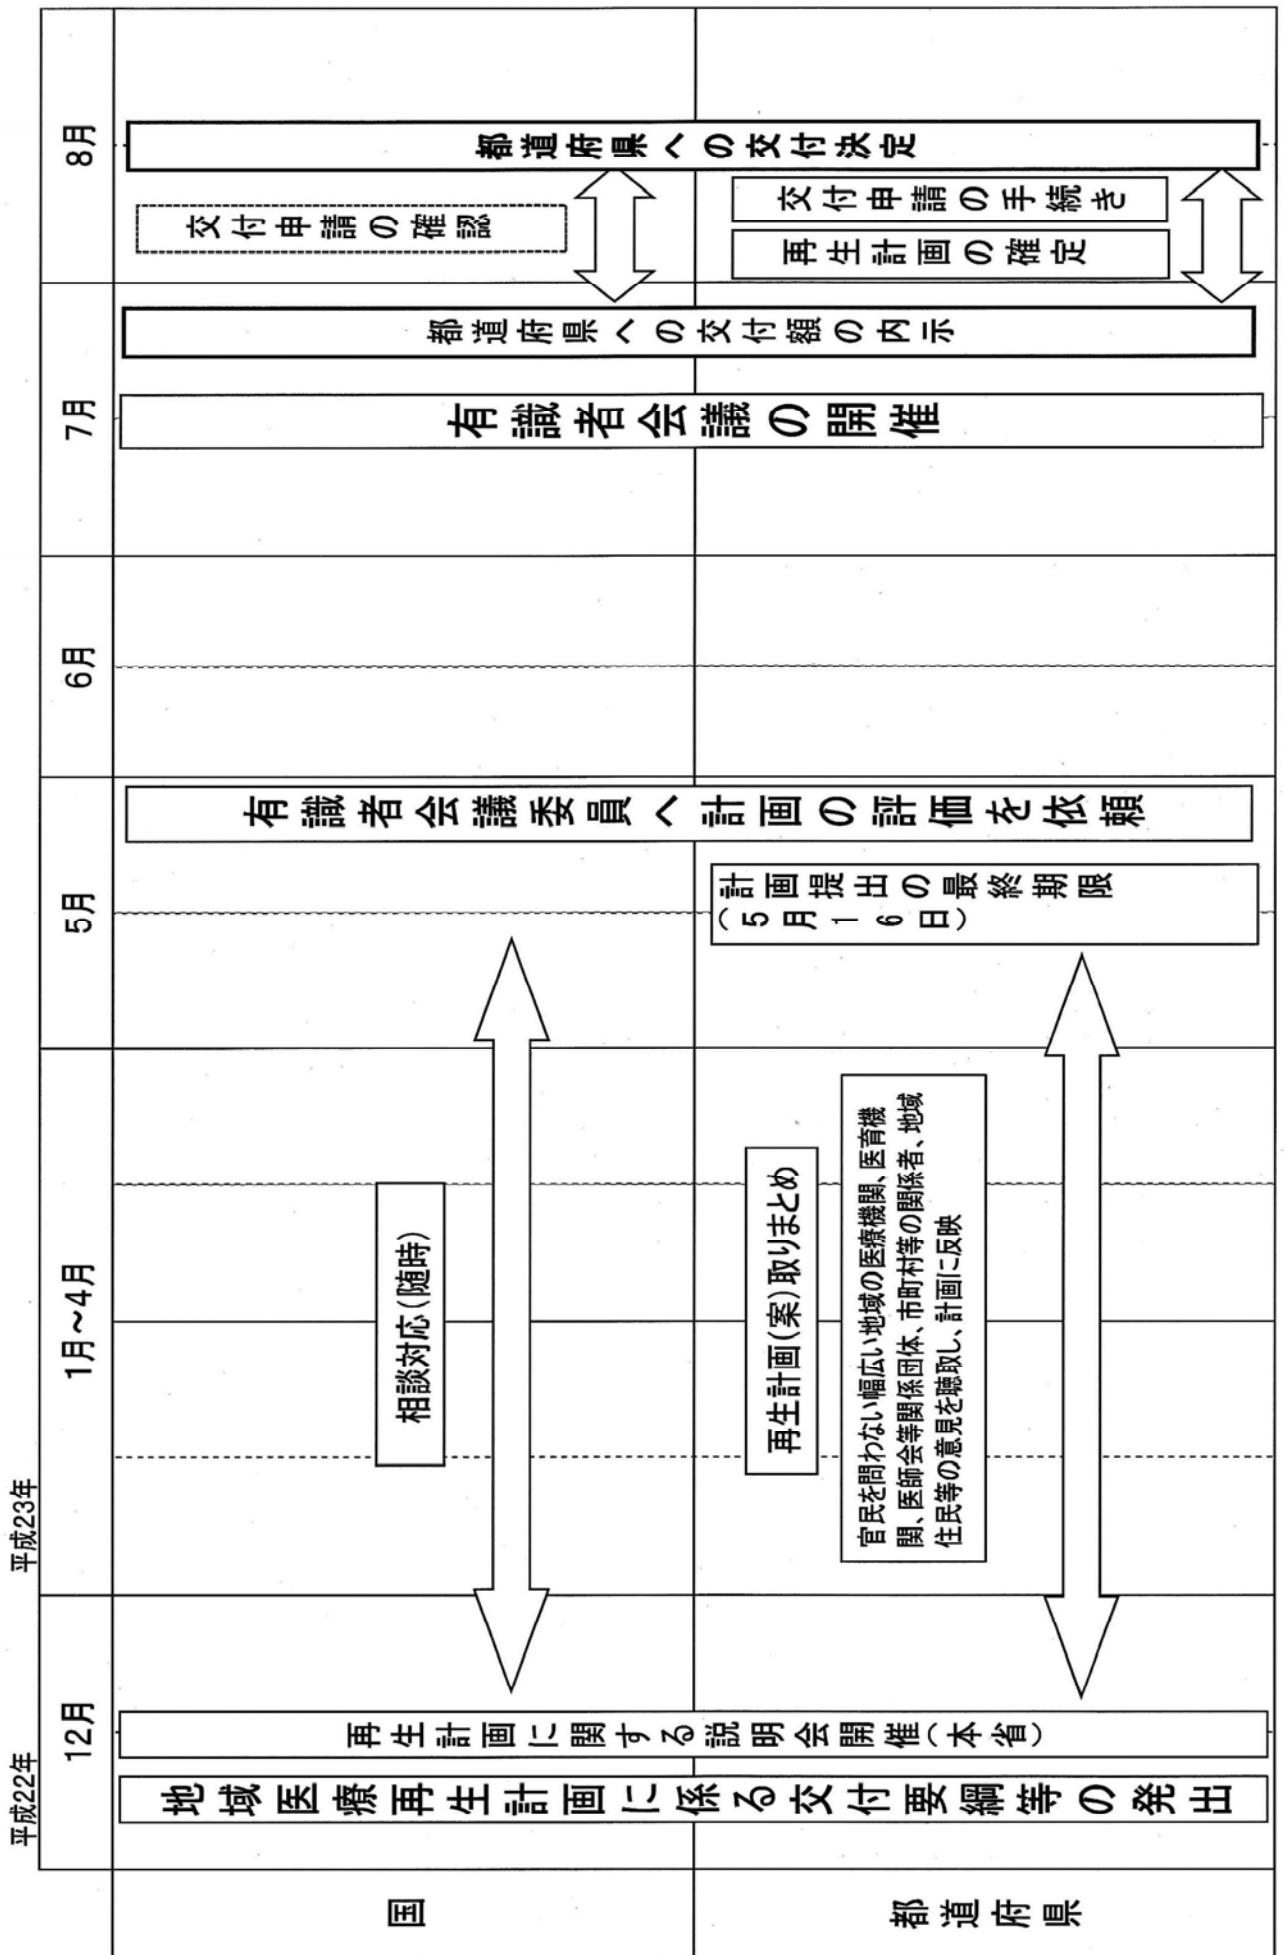 平成22年
平成23年
12月
1月～4月
5月
6月
7月
8月
国
都道府県
地域医療再生計画に係る交付要綱等の発出
再生計画に関する説明会開催(本省)
相談対応(随時)
再生計画(案)取りまとめ
官民を問わない幅広い地域の医療機関、医育機
関、医師会等関係団体、市町村等の関係者、地域
住民等の意見を聴取し、計画に反映
計画提出の最終期限
(5月16日)
有識者会議委員へ計画の評価を依頼
有識者会議の開催
都道府県への交付額の内示
交付申請の確認
再生計画の確定
交付申請の手続き
都道府県への交付決定